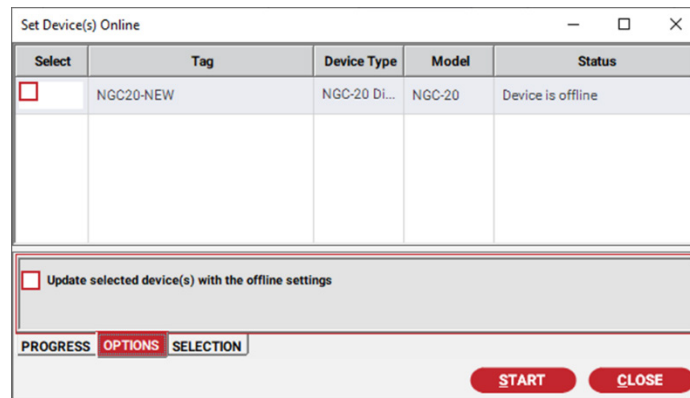 Set Device(s) Online
Select Tag Device Type Model Status
NGC20-NEW NGC-20 Di... NGC-20 Device is offline
Update selected device(s) with the offline settings
PROGRESS OPTIONS SELECTION
START CLOSE